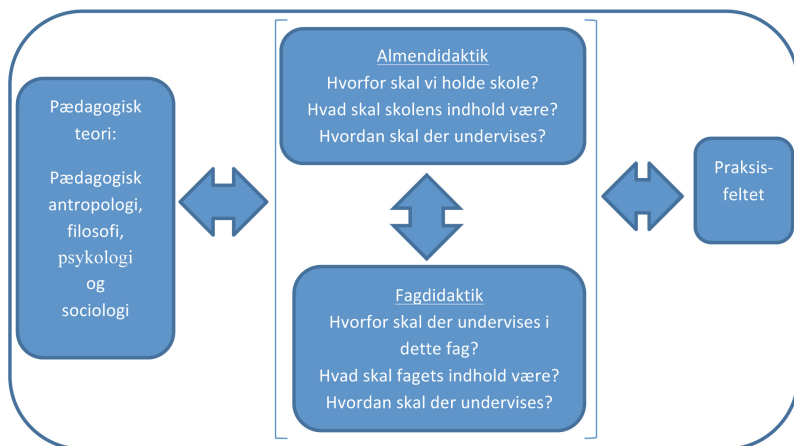 Pædagogisk
teori:
Pædagogisk
antropologi,
filosofi,
psykologi
og
sociologi
Almendidaktik
Hvorfor skal vi holde skole?
Hvad skal skolens indhold være?
Hvordan skal der undervises?
Fagdidaktik
Hvorfor skal der undervises i
dette fag?
Hvad skal fagets indhold være?
Hvordan skal der undervises?
Praksis-
feltet